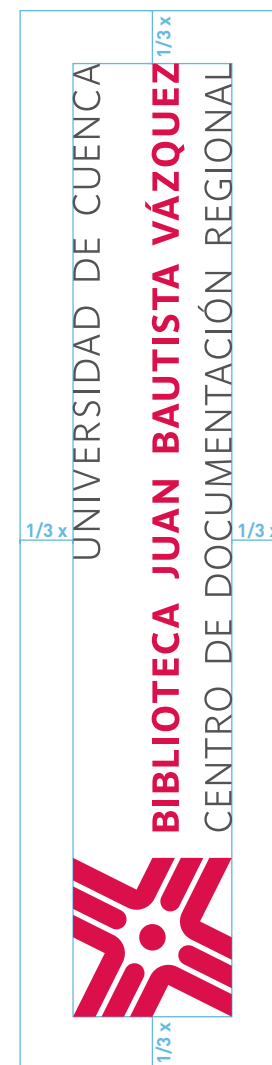 1/3 x
UNIVERSIDAD DE CUENCA
BIBLIOTECA JUAN BAUTISTA VÁZQUEZ
CENTRO DE DOCUMENTACIÓN REGIONAL
1/3 x
1/3 x
1/3 x